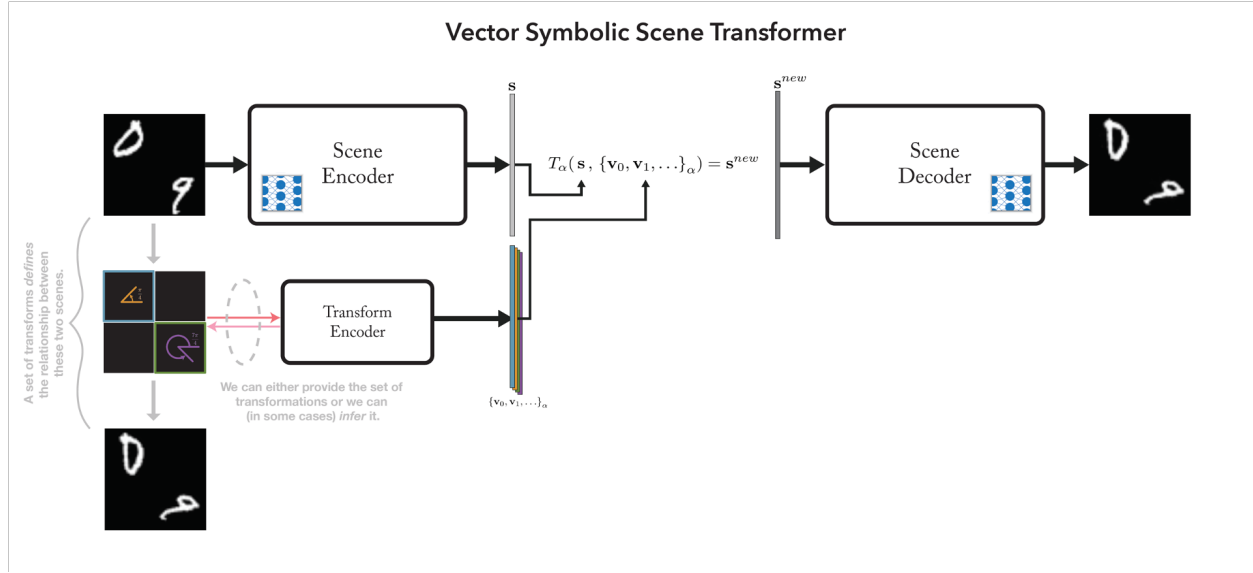 Vector Symbolic Scene Transformer
s
s^{new}
Scene
Encoder
T_α(s , {v_0, v_1, …}_α) = s^{new}
Scene
Decoder
A set of transforms defines
the relationship between
these two scenes.
Transform
Encoder
We can either provide the set of
transformations or we can
(in some cases) infer it.
{v_0, v_1, …}_α